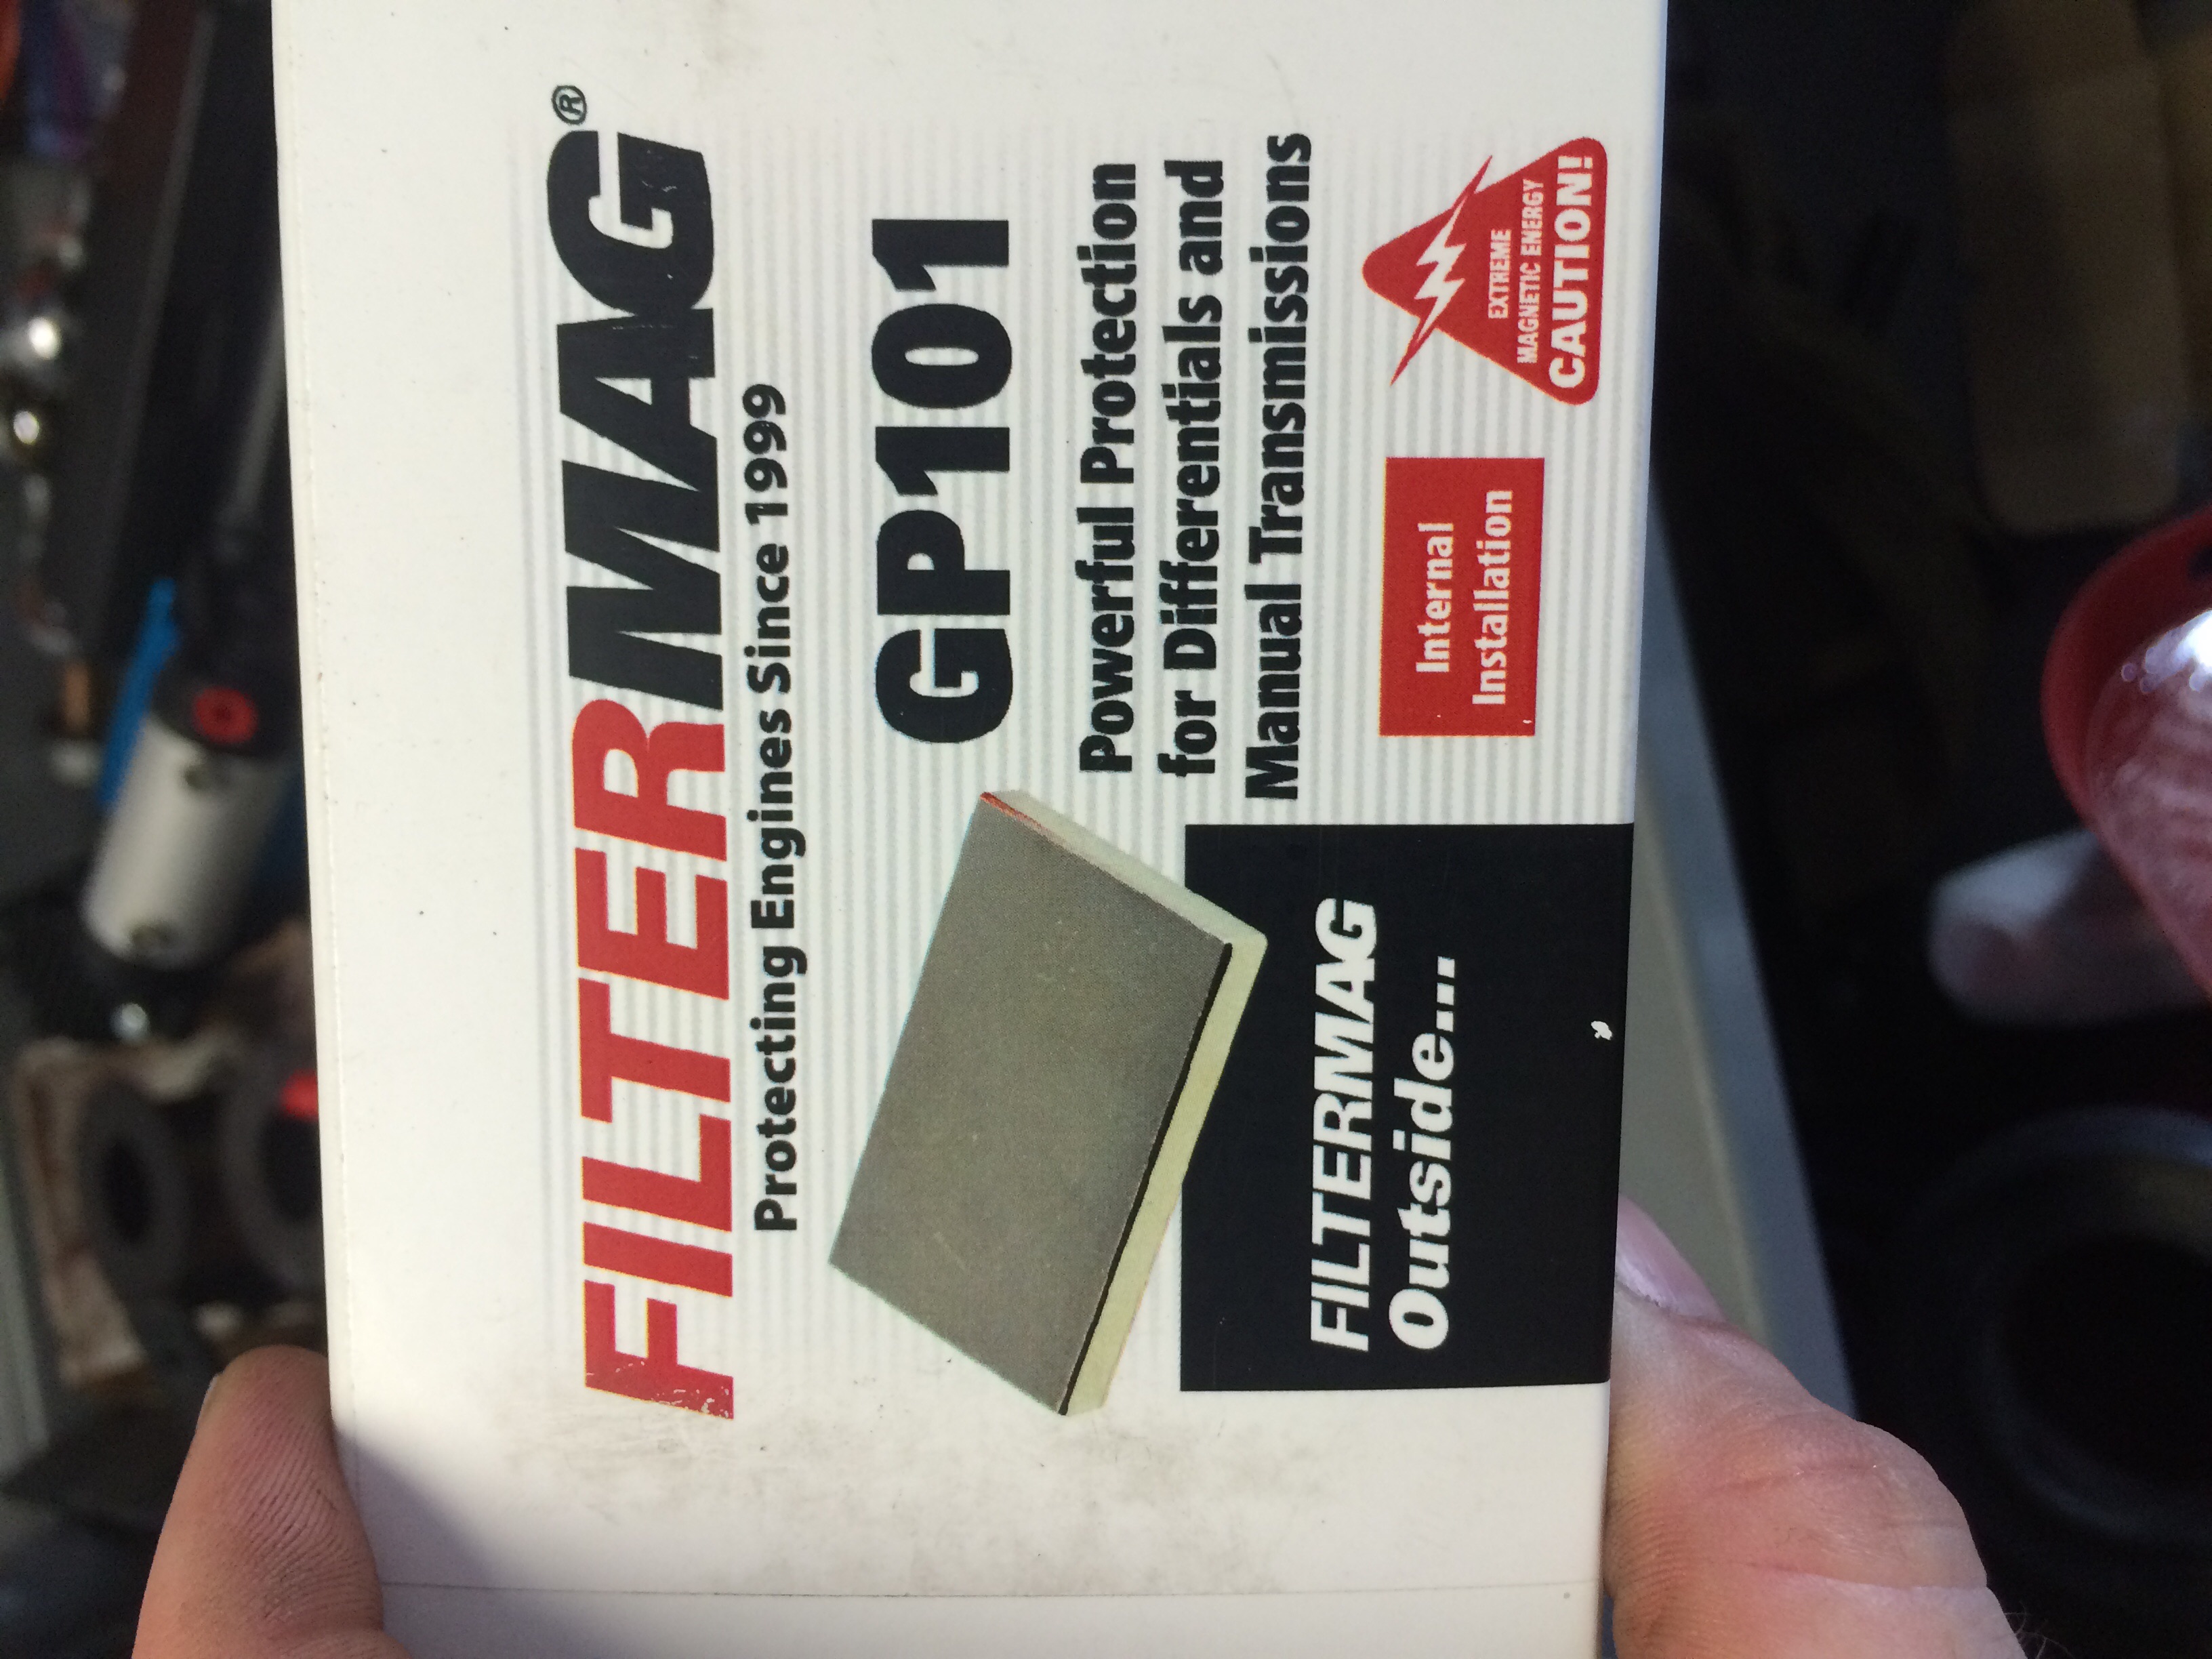 FILTERMAG®
Protecting Engines Since 1999
GP101
Powerful Protection
for Differentials and
Manual Transmissions
FILTERMAG
Outside...
Internal
Installation
EXTREME
MAGNETIC ENERGY
CAUTION!